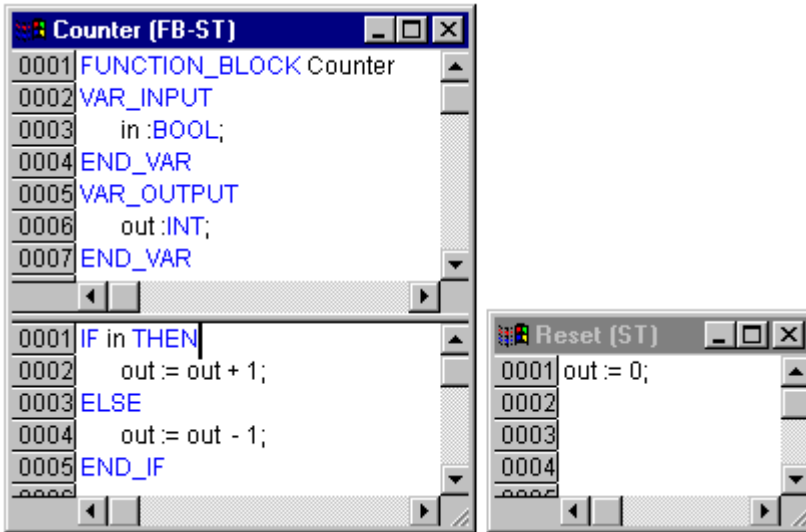 Counter (FB-ST)
0001 FUNCTION_BLOCK Counter
0002 VAR_INPUT
0003 in :BOOL;
0004 END_VAR
0005 VAR_OUTPUT
0006 out :INT;
0007 END_VAR
0001 IF in THEN
0002 out := out + 1;
0003 ELSE
0004 out := out - 1;
0005 END_IF
Reset (ST)
0001 out := 0;
0002
0003
0004